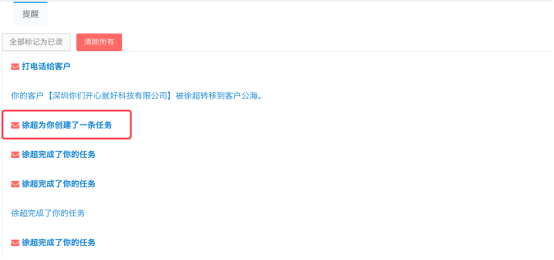 提醒
全部标记为已读
清除所有
打电话给客户
你的客户【深圳你们开心就好科技有限公司】被徐超转移到客户公海。
徐超为你创建了一条任务
徐超完成了你的任务
徐超完成了你的任务
徐超完成了你的任务
徐超完成了你的任务